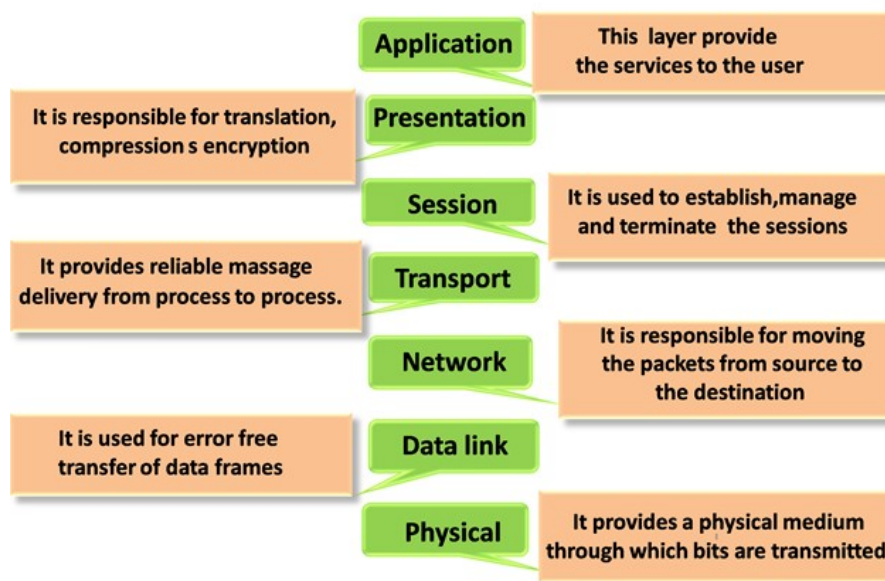 Application
This layer provide
the services to the user
Presentation
It is responsible for translation,
compression s encryption
Session
It is used to establish,manage
and terminate the sessions
Transport
It provides reliable massage
delivery from process to process.
Network
It is responsible for moving
the packets from source to
the destination
Data link
It is used for error free
transfer of data frames
Physical
It provides a physical medium
through which bits are transmitted